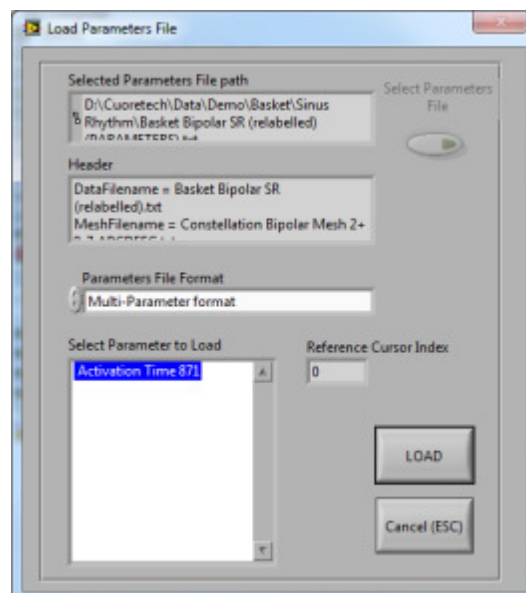 Load Parameters File
Selected Parameters File path
Select Parameters
File
D:\Cuoretech\Data\Demo\Basket\Sinus
Rhythm\Basket Bipolar SR (relabelled)
(PARAMETERS).txt
Header
DataFilename = Basket Bipolar SR
(relabelled).txt
MeshFilename = Constellation Bipolar Mesh 2+
Parameters File Format
Multi-Parameter format
Select Parameter to Load
Reference Cursor Index
Activation Time 871
0
LOAD
Cancel (ESC)